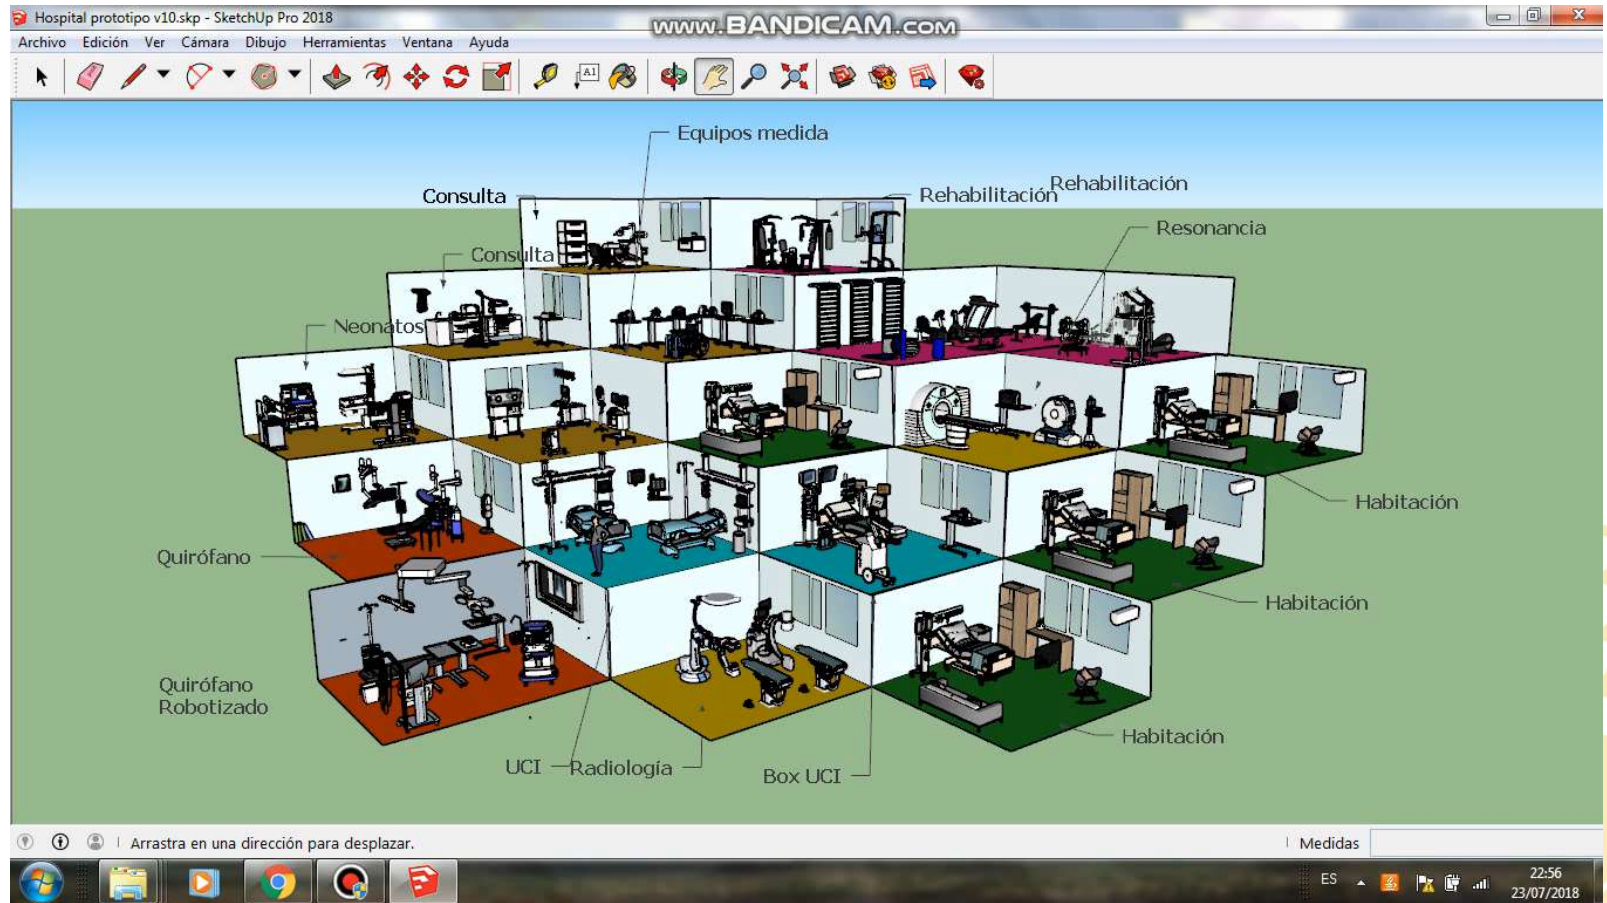 Hospital prototipo v10.skp - SketchUp Pro 2018
www.BANDICAM.com
Archivo Edición Ver Cámara Dibujo Herramientas Ventana Ayuda
A1
Equipos medida
Consulta
Rehabilitación
Rehabilitación
Resonancia
Consulta
Neonatos
Habitación
Quirófano
Habitación
Quirófano
Robotizado
Habitación
UCI
Radiología
Box UCI
Arrastra en una dirección para desplazar.
Medidas
ES
22:56
23/07/2018